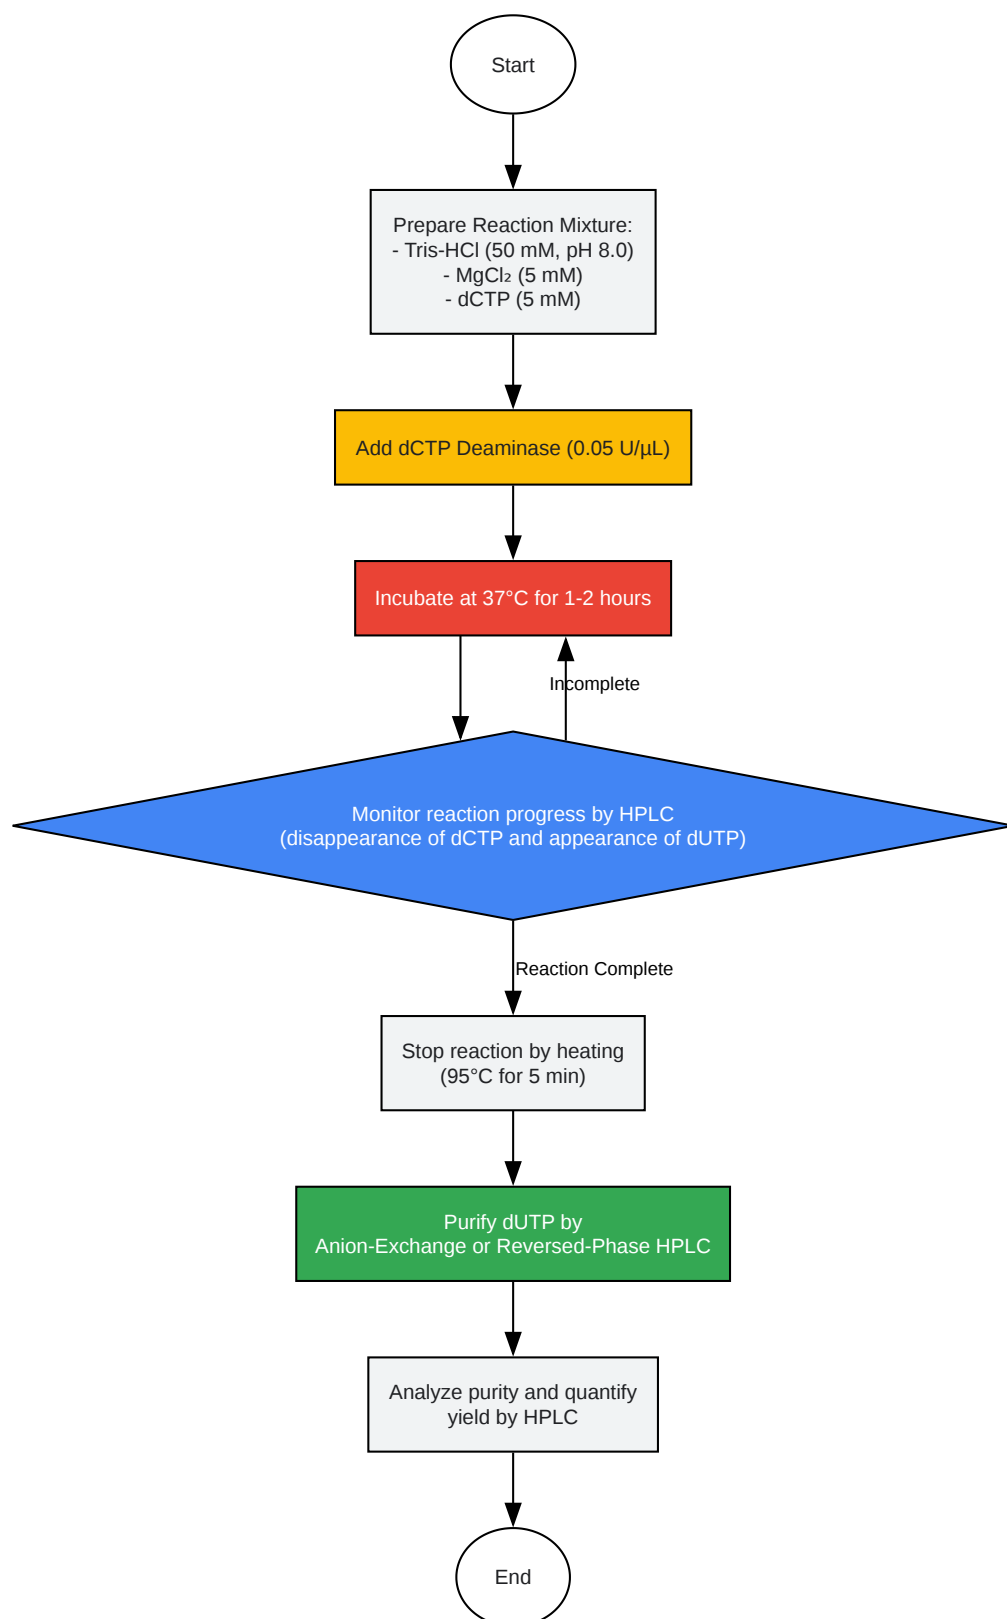 Start
Prepare Reaction Mixture:
- Tris-HCl (50 mM, pH 8.0)
- MgCl₂ (5 mM)
- dCTP (5 mM)
Add dCTP Deaminase (0.05 U/µL)
Incubate at 37°C for 1-2 hours
Incomplete
Monitor reaction progress by HPLC
(disappearance of dCTP and appearance of dUTP)
Reaction Complete
Stop reaction by heating
(95°C for 5 min)
Purify dUTP by
Anion-Exchange or Reversed-Phase HPLC
Analyze purity and quantify
yield by HPLC
End